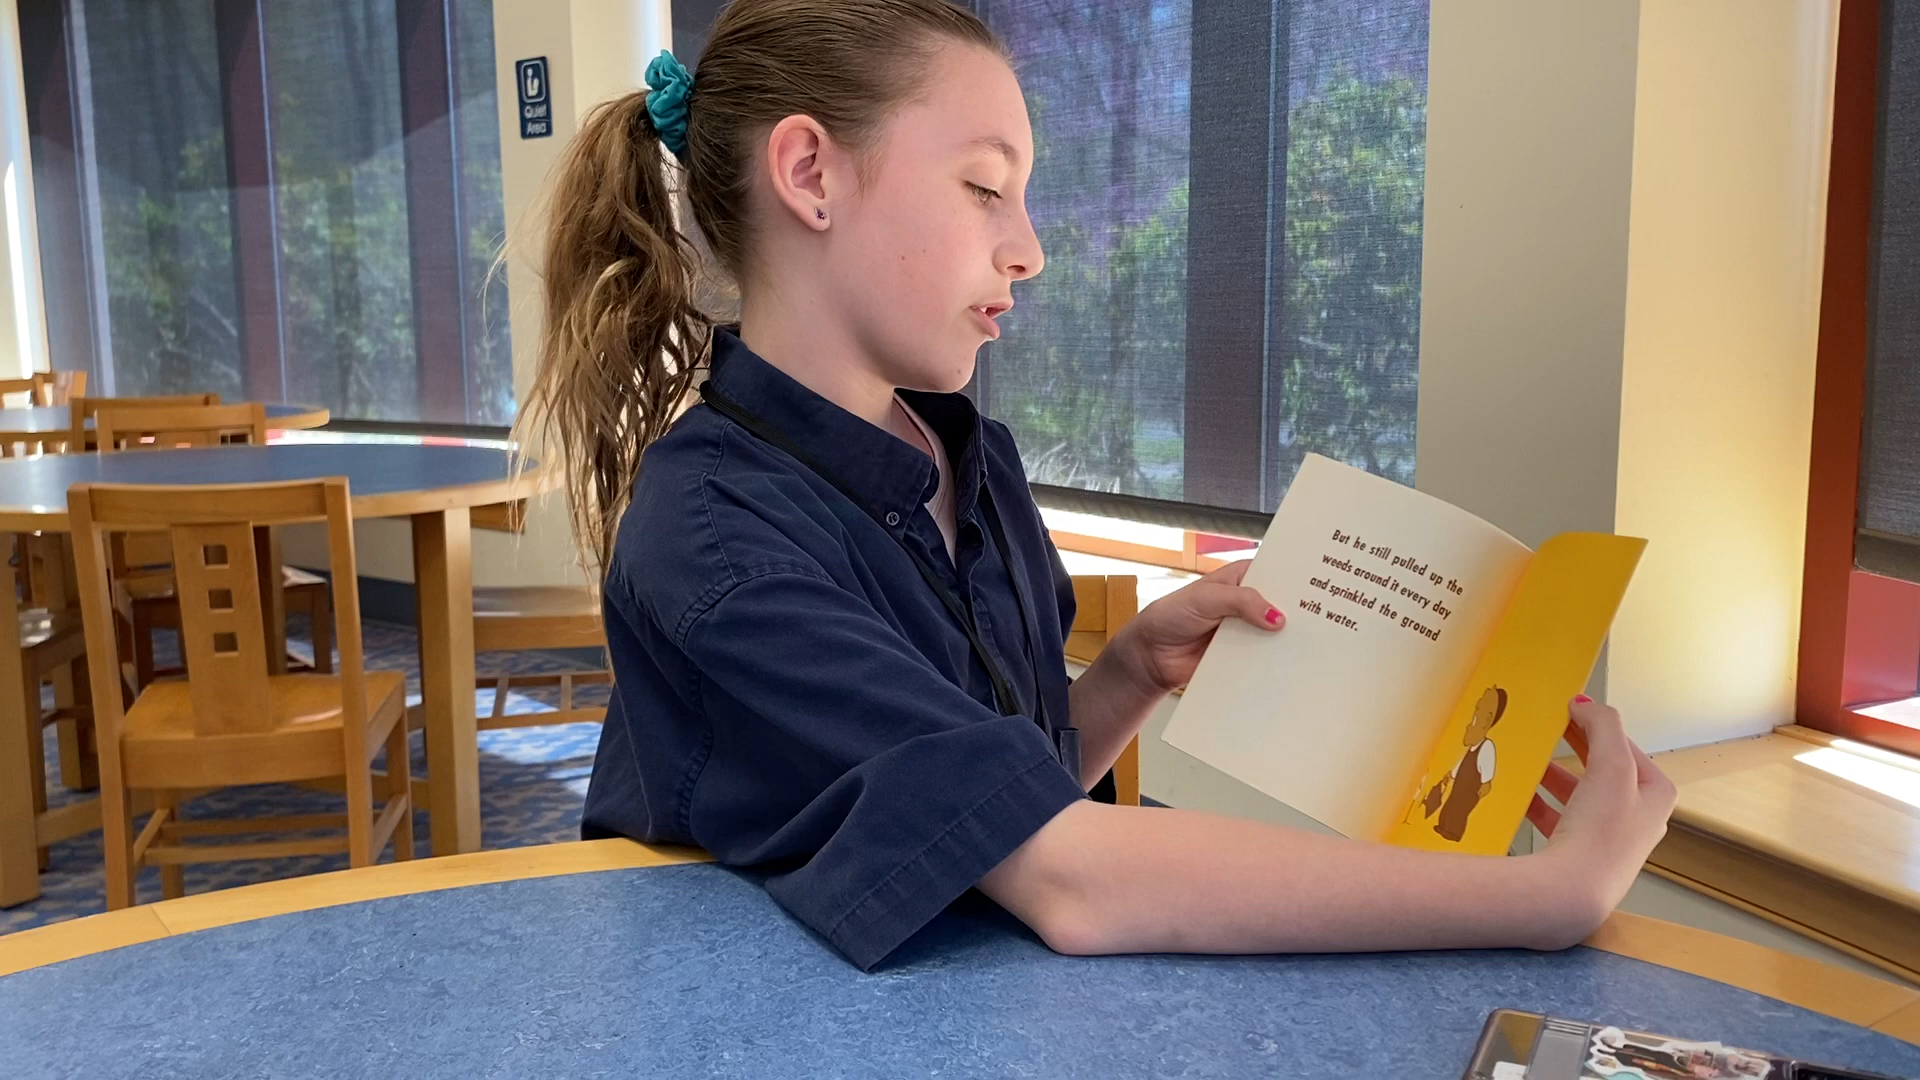 Quiet
Area
But he still pulled up the
weeds around it every day
and sprinkled the ground
with water.